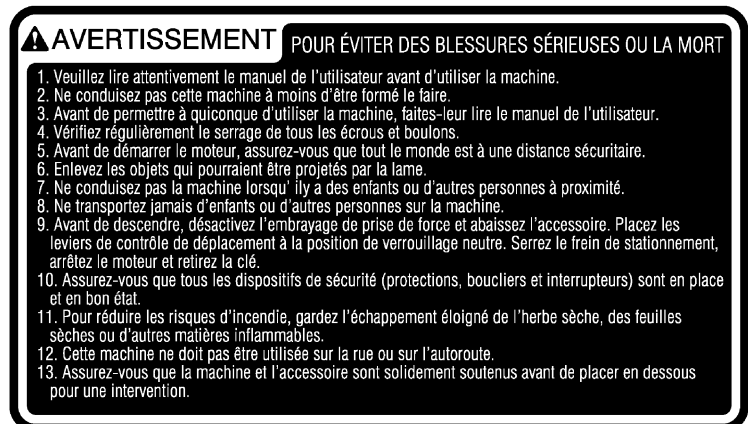 AVERTISSEMENT POUR ÉVITER DES BLESSURES SÉRIEUSES OU LA MORT
1. Veuillez lire attentivement le manuel de l'utilisateur avant d'utiliser la machine.
2. Ne conduisez pas cette machine à moins d'être formé le faire.
3. Avant de permettre à quiconque d'utiliser la machine, faites-leur lire le manuel de l'utilisateur.
4. Vérifiez régulièrement le serrage de tous les écrous et boulons.
5. Avant de démarrer le moteur, assurez-vous que tout le monde est à une distance sécuritaire.
6. Enlevez les objets qui pourraient être projetés par la lame.
7. Ne conduisez pas la machine lorsqu' ily a des enfants ou d'autres personnes à proximité.
8. Ne transportez jamais d'enfants ou d'autres personnes sur la machine.
9. Avant de descendre, désactivez l'embrayage de prise de force et abaissez l'accessoire. Placez les
leviers de contrôle de déplacement à la position de verrouillage neutre. Serrez le frein de stationnement,
arrêtez le moteur et retirez la clé.
10. Assurez-vous que tous les dispositifs de sécurité (protections, boucliers et interrupteurs) sont en place
et en bon état.
11. Pour réduire les risques d'incendie, gardez l'échappement éloigné de l'herbe sèche, des feuilles
sèches ou d'autres matières inflammables.
12. Cette machine ne doit pas être utilisée sur la rue ou sur l'autoroute.
13. Assurez-vous que la machine et l'accessoire sont solidement soutenus avant de placer en dessous
pour une intervention.